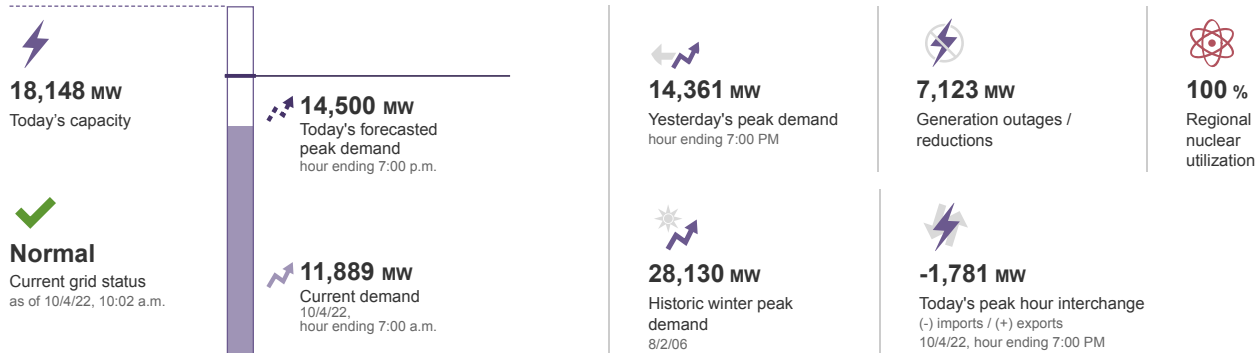 18,148 MW
Today's capacity
Normal
Current grid status
as of 10/4/22, 10:02 a.m.
14,500 MW
Today's forecasted
peak demand
hour ending 7:00 p.m.
11,889 MW
Current demand
10/4/22,
hour ending 7:00 a.m.
14,361 MW
Yesterday's peak demand
hour ending 7:00 PM
7,123 MW
Generation outages /
reductions
100 %
Regional
nuclear
utilization
28,130 MW
Historic winter peak
demand
8/2/06
-1,781 MW
Today's peak hour interchange
(-) imports / (+) exports
10/4/22, hour ending 7:00 PM